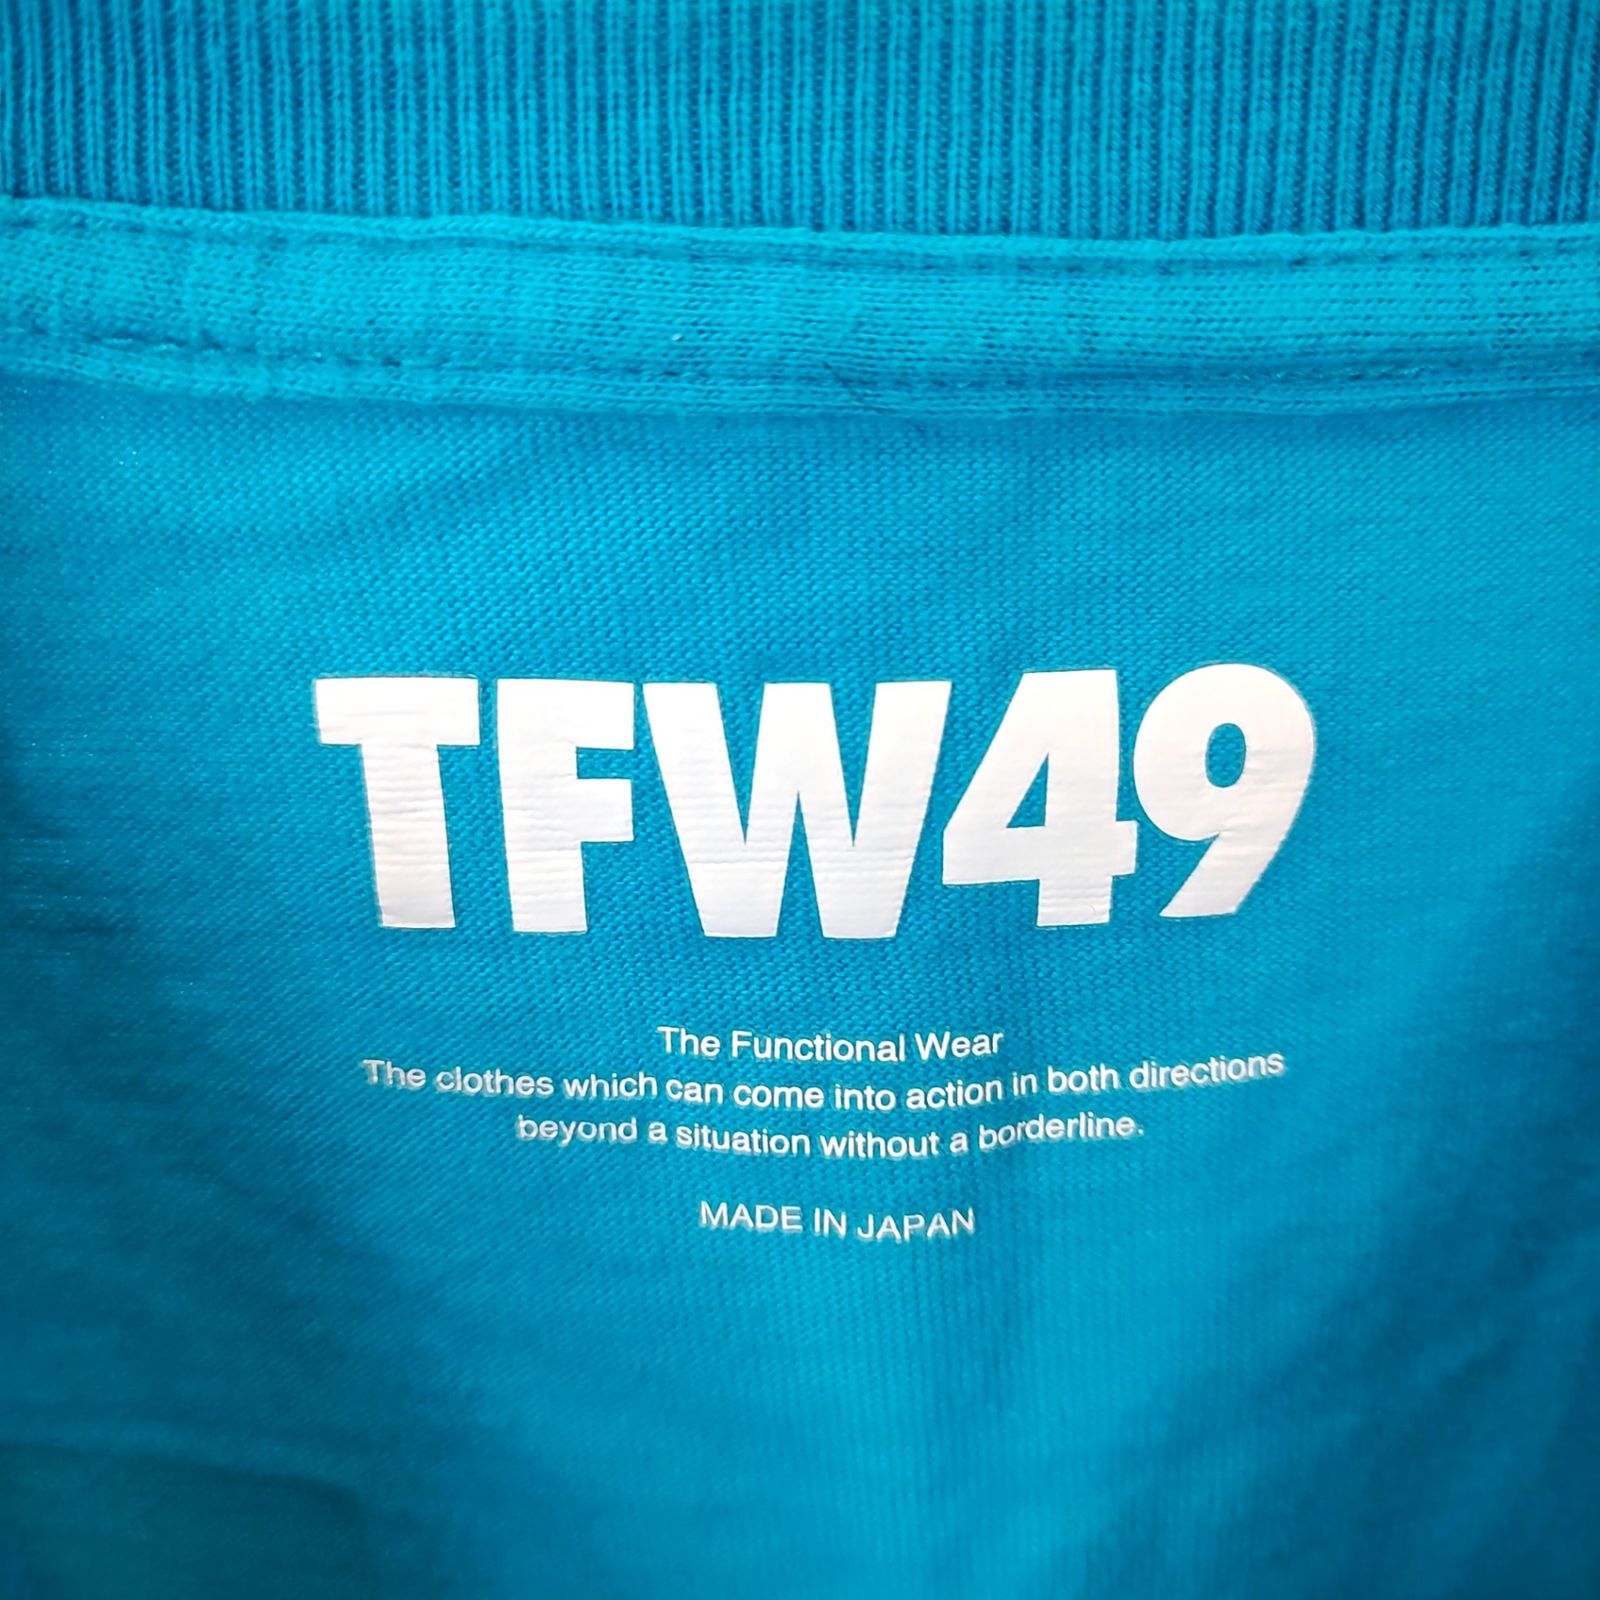 TFW49
The Functional Wear
The clothes which can come into action in both directions
beyond a situation without a borderline.
MADE IN JAPAN